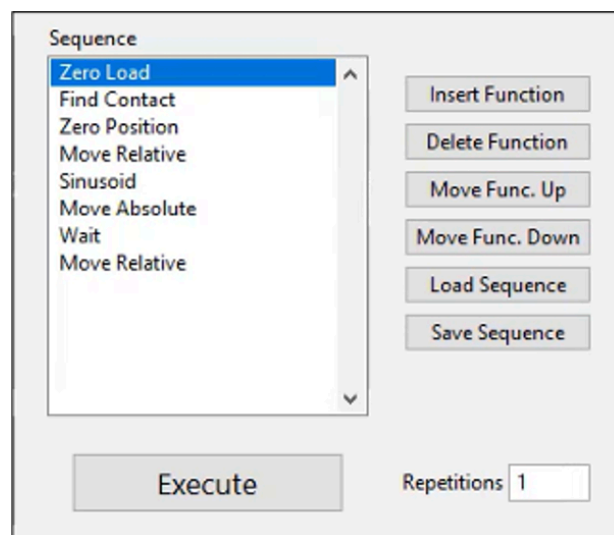 Sequence
Zero Load
Find Contact
Zero Position
Move Relative
Sinusoid
Move Absolute
Wait
Move Relative
Insert Function
Delete Function
Move Func. Up
Move Func. Down
Load Sequence
Save Sequence
Execute
Repetitions 1